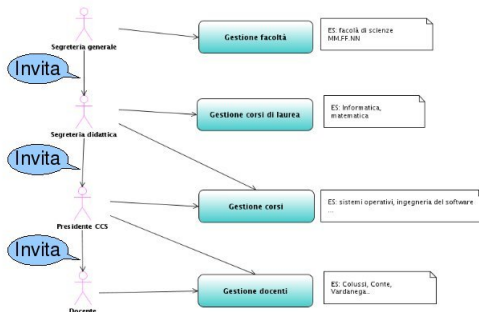 Segreteria generale
Gestione facoltà
ES: facolà di scienze
MM.FF.NN
Invita
Segreteria didattica
Gestione corsi di laurea
ES: Informatica,
matematica
Invita
Presidente CCS
Gestione corsi
ES: sistemi operativi, ingegneria del software
...
Invita
Docente
Gestione docenti
ES: Colussi, Conte,
Vardanega...